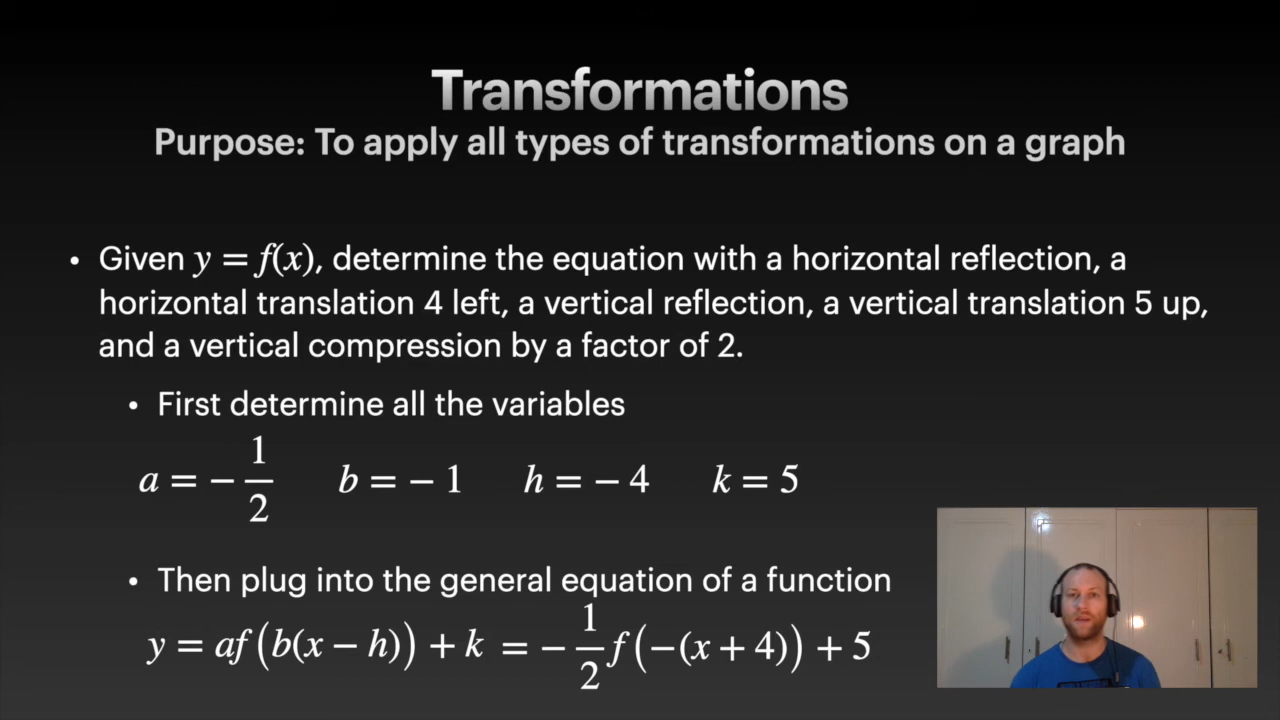 Transformations
Purpose: To apply all types of transformations on a graph
• Given y = f(x), determine the equation with a horizontal reflection, a
horizontal translation 4 left, a vertical reflection, a vertical translation 5 up,
and a vertical compression by a factor of 2.
• First determine all the variables
a = −1/2 b = −1 h = −4 k = 5
• Then plug into the general equation of a function
y = af(b(x − h)) + k = −1/2 f(−(x + 4)) + 5